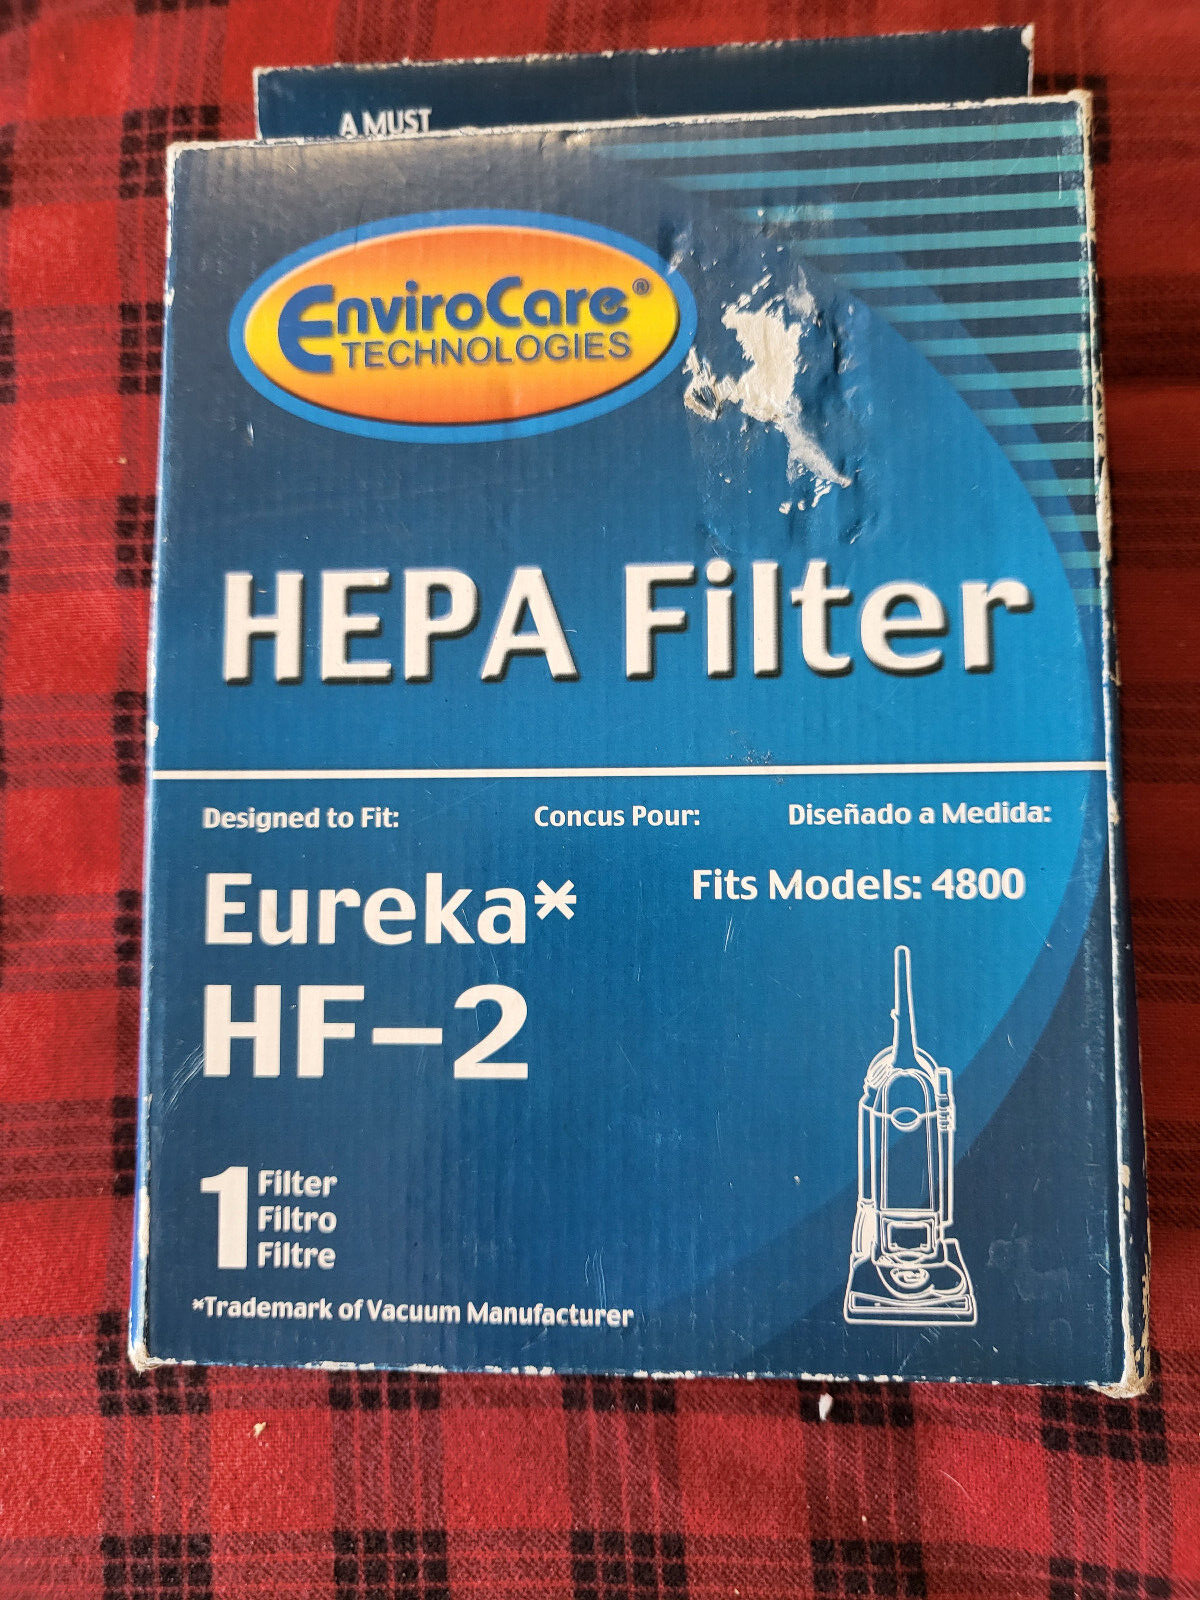 A MUST
EnviroCare®
TECHNOLOGIES
HEPA Filter
Designed to Fit:
Concus Pour:
Diseñado a Medida:
Eureka*
HF-2
Fits Models: 4800
1
Filter
Filtro
Filtre
*Trademark of Vacuum Manufacturer